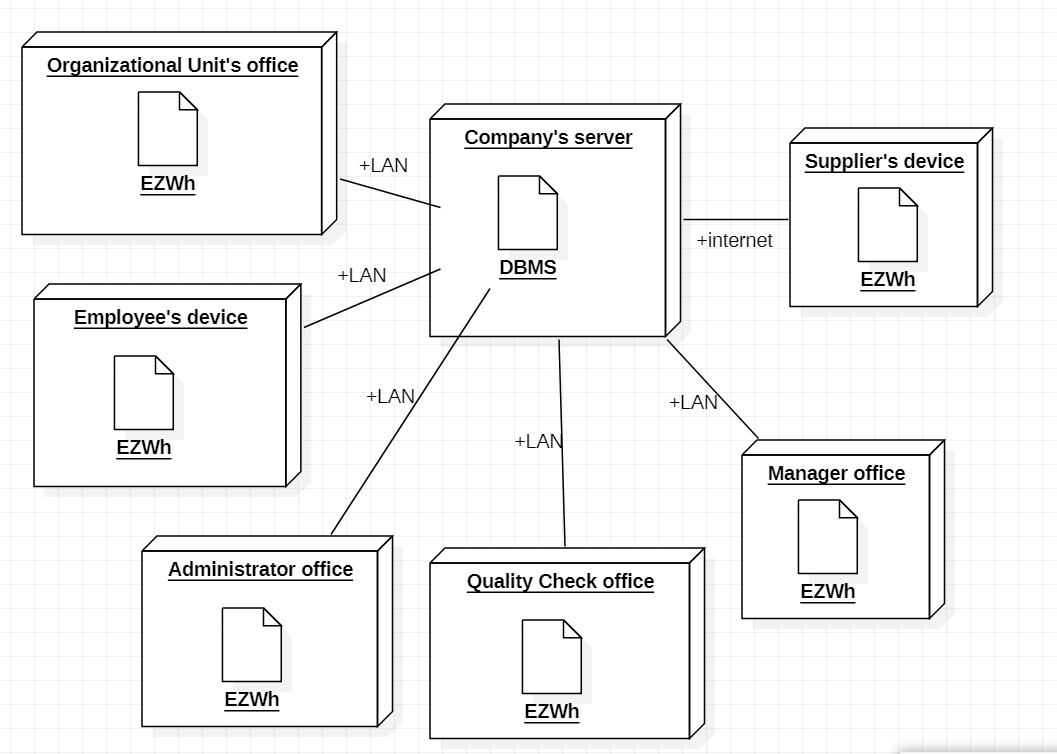 Organizational Unit's office
EZWh
+LAN
Company's server
DBMS
Supplier's device
EZWh
+internet
Employee's device
EZWh
+LAN
+LAN
+LAN
+LAN
Manager office
EZWh
Administrator office
EZWh
Quality Check office
EZWh